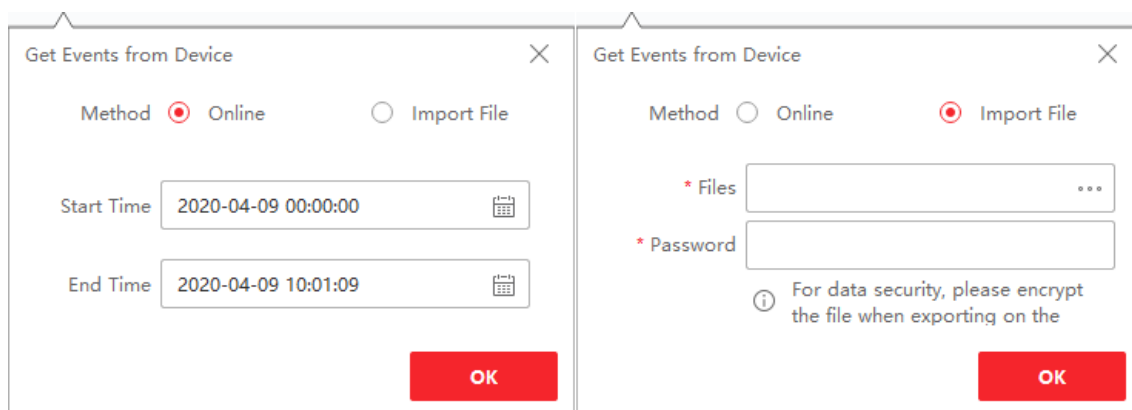 Get Events from Device
Method Online Import File
Start Time 2020-04-09 00:00:00
End Time 2020-04-09 10:01:09
OK
Get Events from Device
Method Online Import File
* Files
* Password
For data security, please encrypt
the file when exporting on the
OK